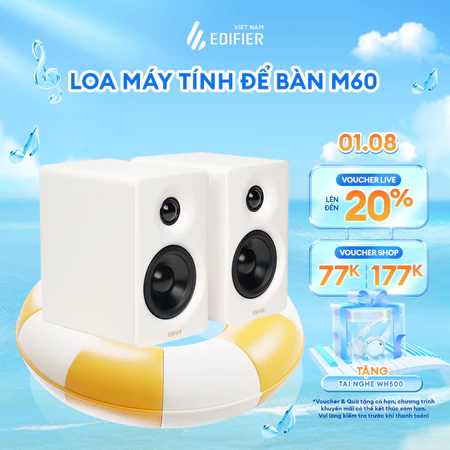 VIET NAM
EDIFIER
LOA MÁY TÍNH ĐỂ BÀN M60
01.08
VOUCHER LIVE
LÊN ĐẾN 20%
VOUCHER SHOP
77K 177K
TẶNG
TAI NGHE WH500
*Voucher & Quà tặng có hạn, chương trình
khuyến mãi có thể kết thúc sớm hơn.
Vui lòng kiểm tra trước khi thanh toán!
EDIFIER
EDIFIER